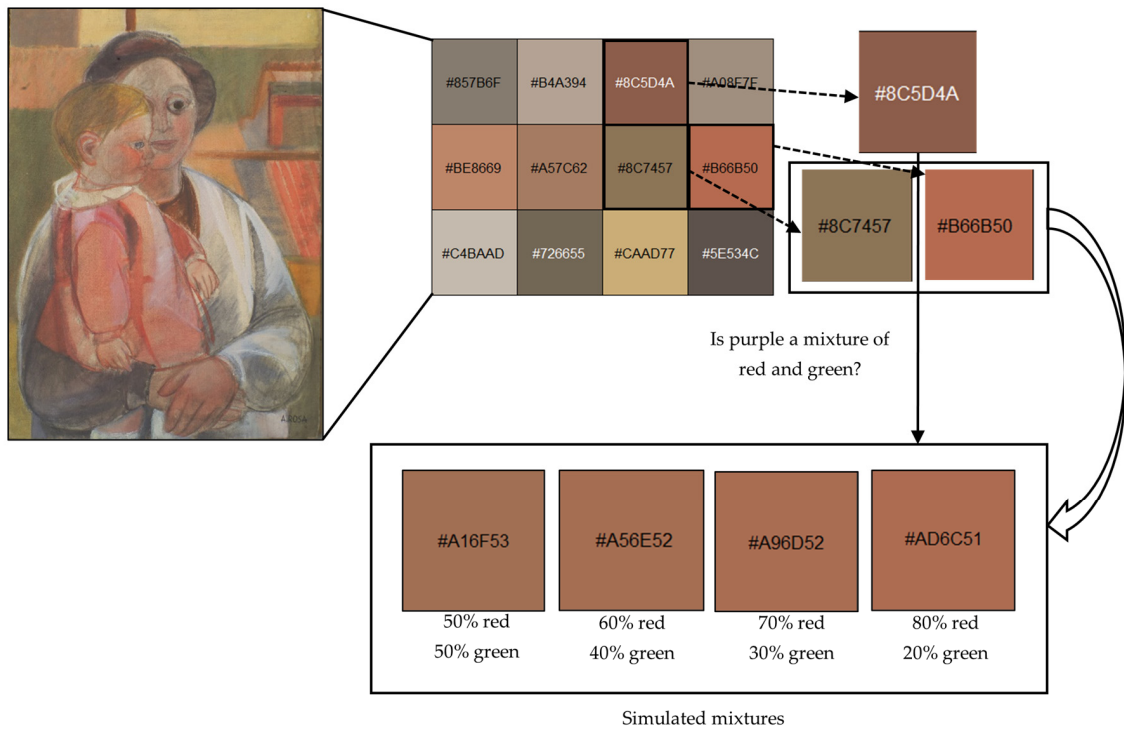 #857B6F
#B4A394
#8C5D4A
#A08F7F
#8C5D4A
#BE8669
#A57C62
#8C7457
#B66B50
#8C7457
#B66B50
#C4BAAD
#726655
#CAAD77
#5E534C
Is purple a mixture of
red and green?
A.ROSA
#A16F53
#A56E52
#A96D52
#AD6C51
50% red
50% green
60% red
40% green
70% red
30% green
80% red
20% green
Simulated mixtures